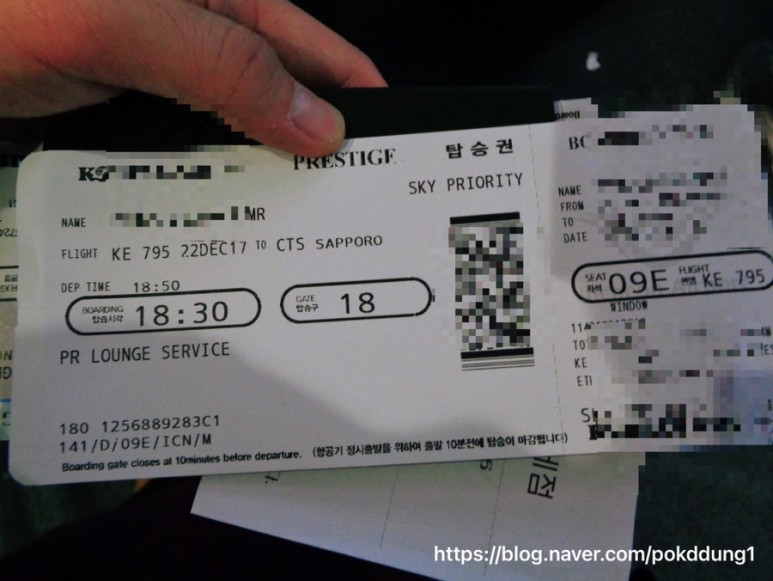 PRESTIGE 탑승권
SKY PRIORITY
NAME MR
FLIGHT KE 795 22DEC17 TO CTS SAPPORO
DEP TIME 18:50
BOARDING 탑승시각 18:30 GATE 탑승구 18
PR LOUNGE SERVICE
180 1256889283C1
141/D/09E/ICN/M
Boarding gate closes at 10minutes before departure. (항공기 정시출발을 위하여 출발 10분전에 탑승이 마감됩니다)
NAME
FROM
TO
DATE
SEAT 좌석 09E FLIGHT 편명 KE 795
WINDOW
TO
KE
https://blog.naver.com/pokddung1